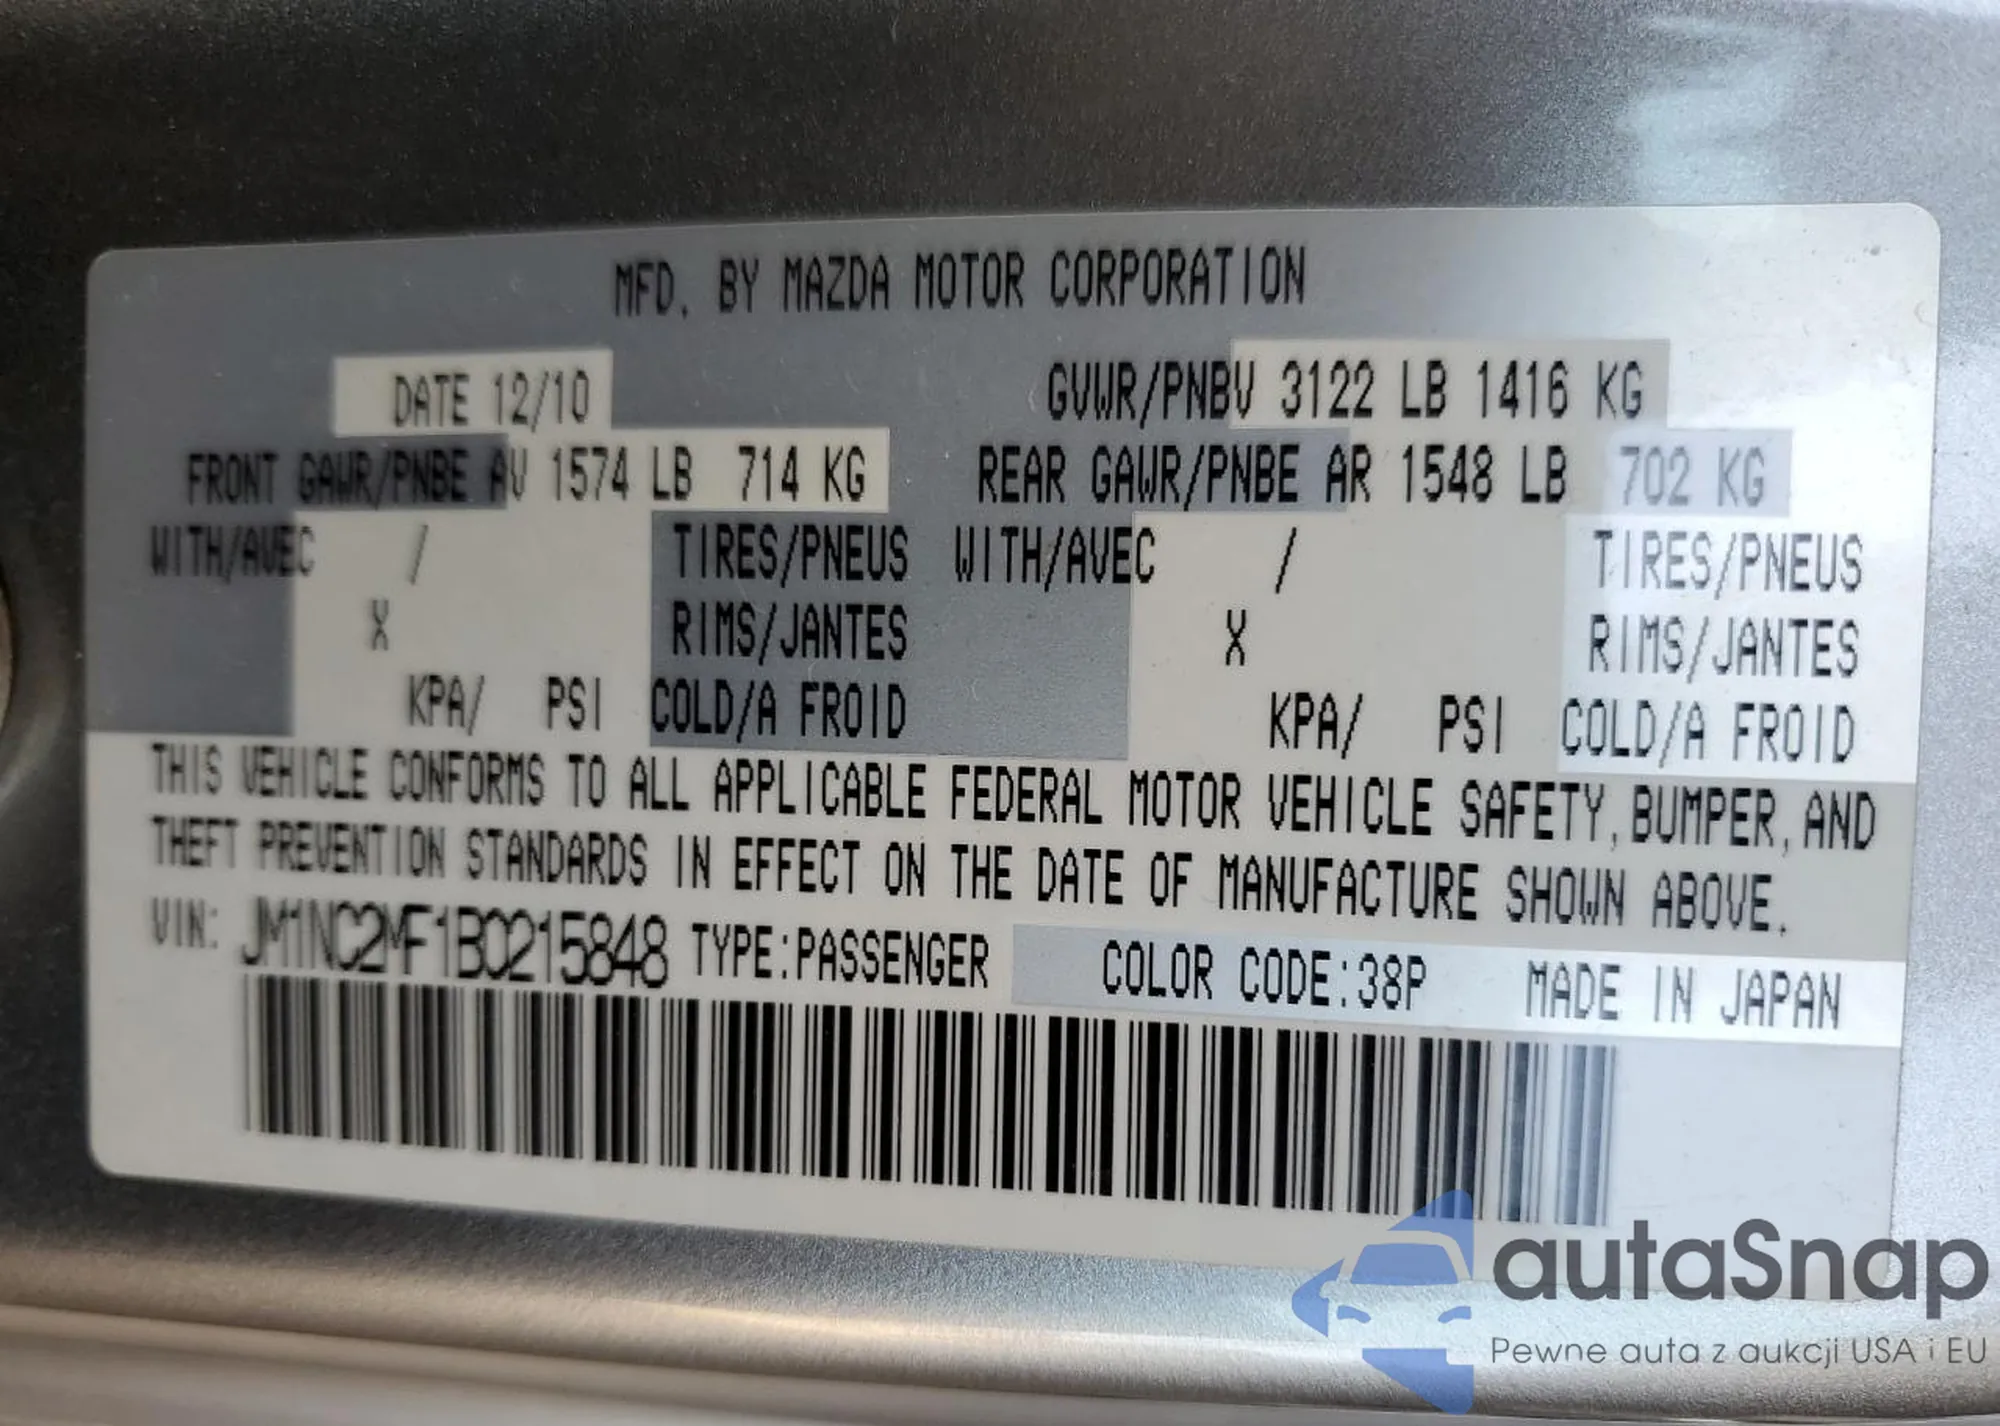 MFD. BY MAZDA MOTOR CORPORATION
DATE 12/10 GVWR/PNBV 3122 LB 1416 KG
FRONT GAWR/PNBE AV 1574 LB 714 KG REAR GAWR/PNBE AR 1548 LB 702 KG
WITH/AVEC / TIRES/PNEUS WITH/AVEC / TIRES/PNEUS
X RIMS/JANTES X RIMS/JANTES
KPA/ PSI COLD/A FROID KPA/ PSI COLD/A FROID
THIS VEHICLE CONFORMS TO ALL APPLICABLE FEDERAL MOTOR VEHICLE SAFETY, BUMPER, AND
THEFT PREVENTION STANDARDS IN EFFECT ON THE DATE OF MANUFACTURE SHOWN ABOVE.
VIN: JM1NC2MF1B0215848 TYPE:PASSENGER COLOR CODE:38P MADE IN JAPAN
autaSnap
Pewne auta z aukcji USA i EU